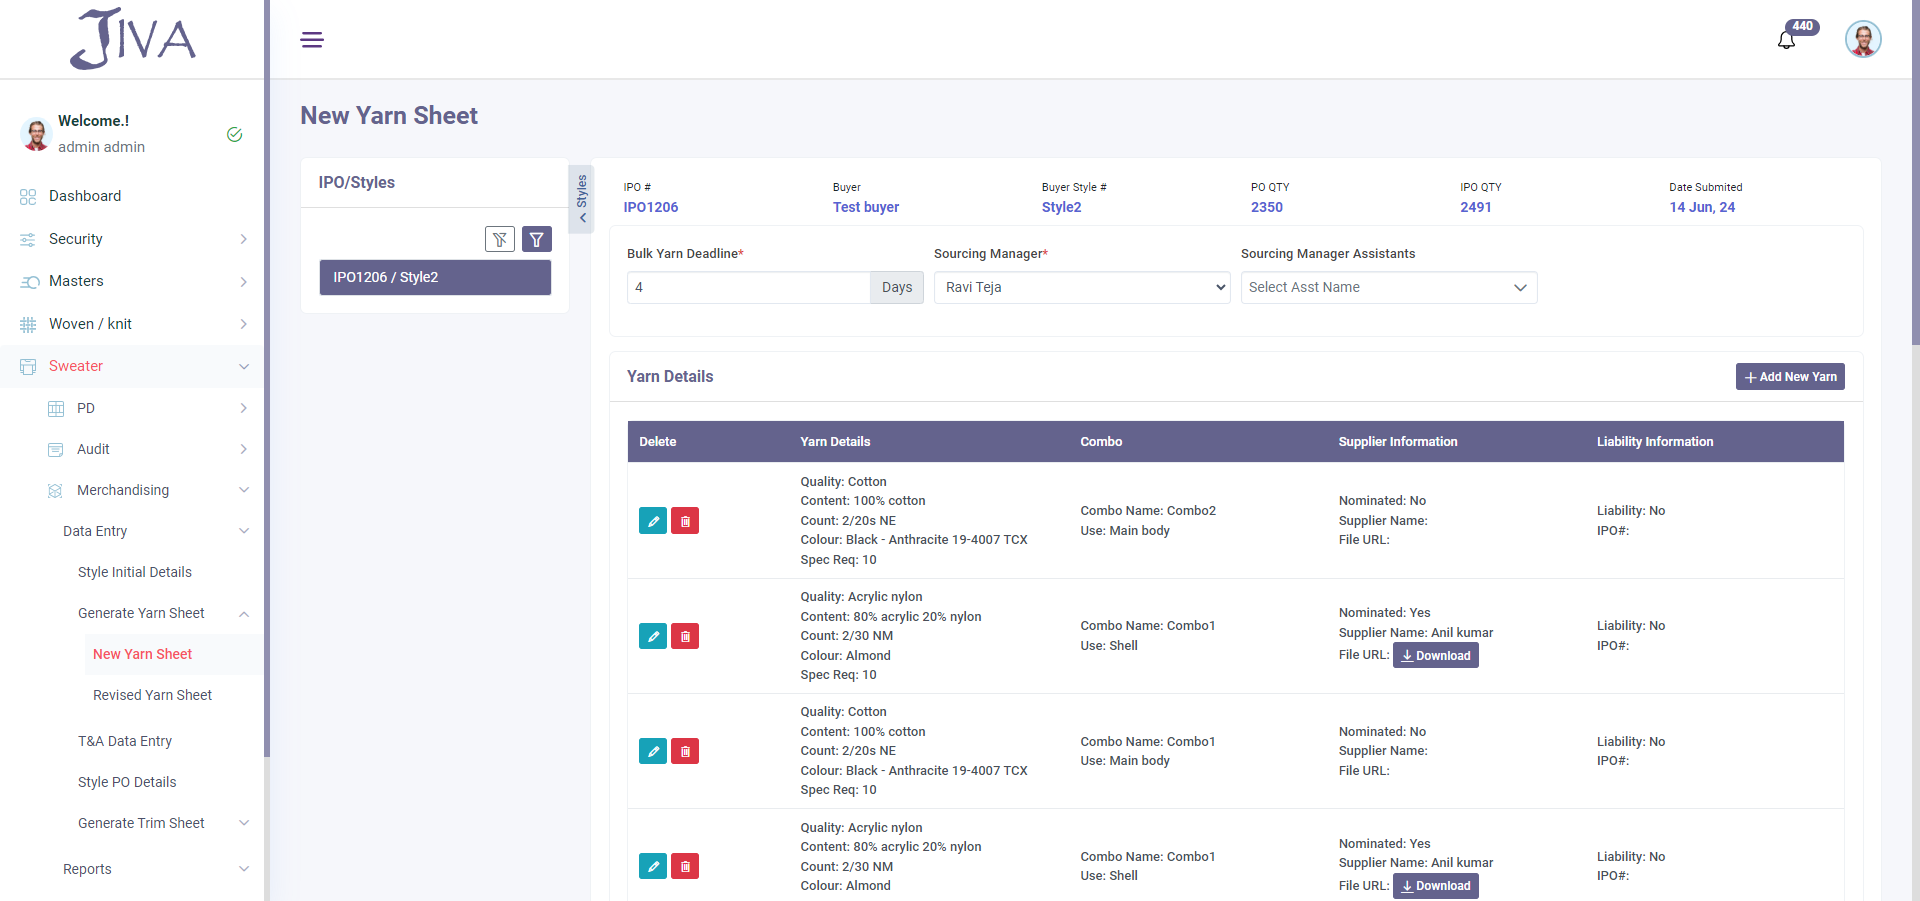 JIVA
440
Welcome.!
admin admin
Dashboard
Security
Masters
Woven / knit
Sweater
PD
Audit
Merchandising
Data Entry
Style Initial Details
Generate Yarn Sheet
New Yarn Sheet
Revised Yarn Sheet
T&A Data Entry
Style PO Details
Generate Trim Sheet
Reports
New Yarn Sheet
IPO/Styles
IPO1206 / Style2
Styles
IPO # Buyer Buyer Style # PO QTY IPO QTY Date Submited
IPO1206 Test buyer Style2 2350 2491 14 Jun, 24
Bulk Yarn Deadline* Sourcing Manager* Sourcing Manager Assistants
4 Days Ravi Teja Select Asst Name
Yarn Details
Add New Yarn
Delete Yarn Details Combo Supplier Information Liability Information
Quality: Cotton
Content: 100% cotton
Count: 2/20s NE
Colour: Black - Anthracite 19-4007 TCX
Spec Req: 10
Combo Name: Combo2
Use: Main body
Nominated: No
Supplier Name:
File URL:
Liability: No
IPO#:
Quality: Acrylic nylon
Content: 80% acrylic 20% nylon
Count: 2/30 NM
Colour: Almond
Spec Req: 10
Combo Name: Combo1
Use: Shell
Nominated: Yes
Supplier Name: Anil kumar
File URL: Download
Liability: No
IPO#:
Quality: Cotton
Content: 100% cotton
Count: 2/20s NE
Colour: Black - Anthracite 19-4007 TCX
Spec Req: 10
Combo Name: Combo1
Use: Main body
Nominated: No
Supplier Name:
File URL:
Liability: No
IPO#:
Quality: Acrylic nylon
Content: 80% acrylic 20% nylon
Count: 2/30 NM
Colour: Almond
Combo Name: Combo1
Use: Shell
Nominated: Yes
Supplier Name: Anil kumar
File URL: Download
Liability: No
IPO#: